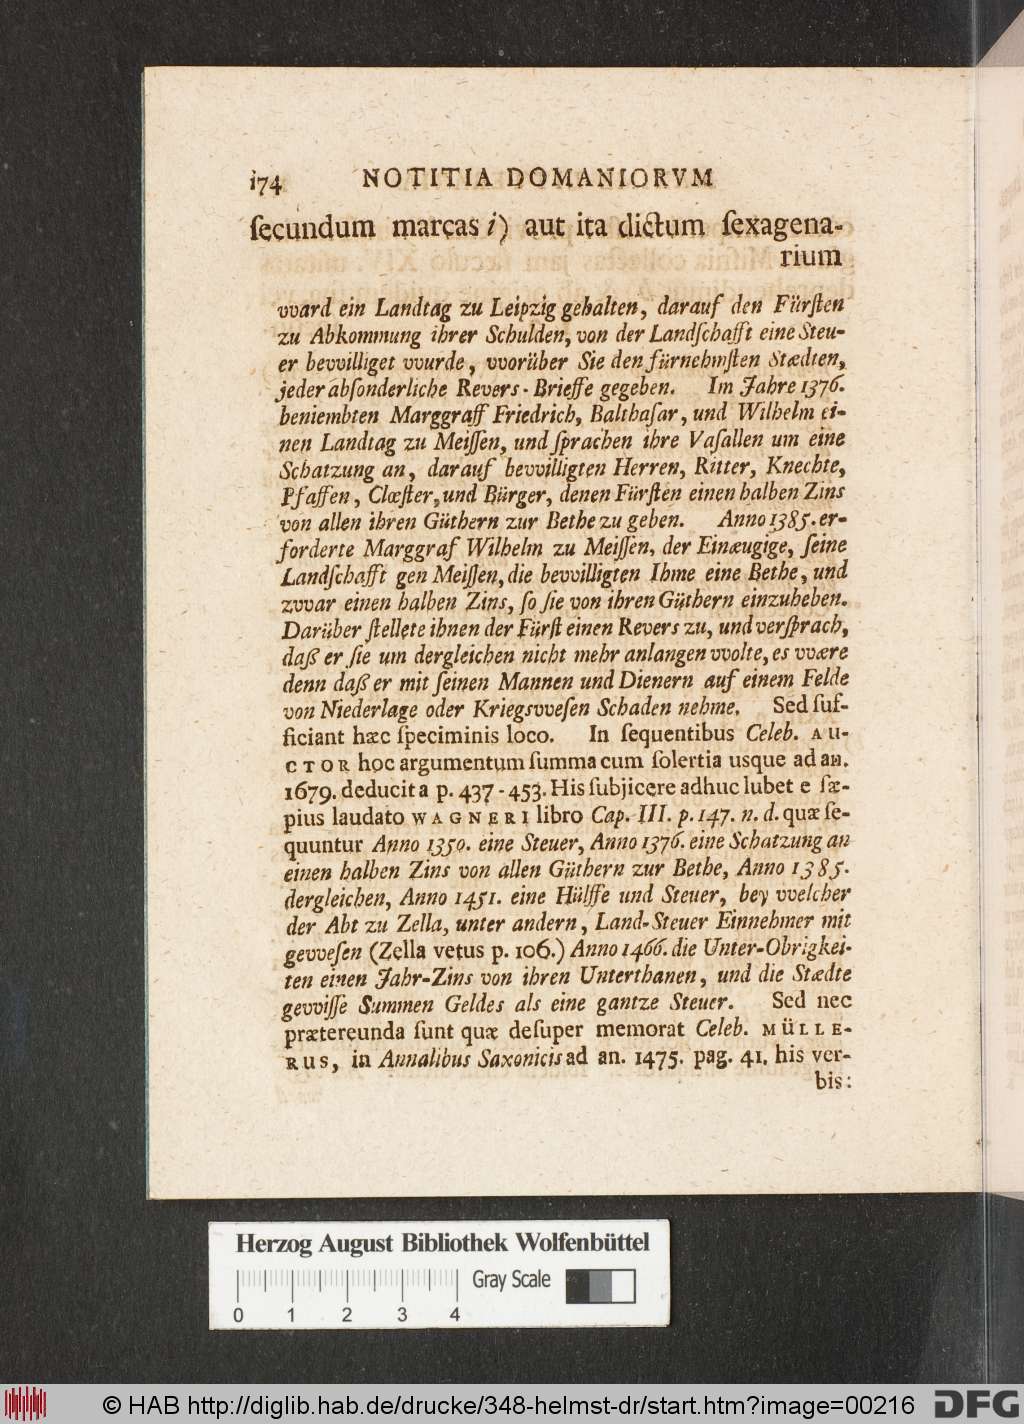 174 NOTITIA DOMANIORVM
ſecundum marcas i) aut ita dictum ſexagena-
rium
vvard ein Landtag zu Leipzig gehalten, darauf den Fürſten
zu Abkommung ihrer Schulden, von der Landſchafft eine Steu-
er bevvilliget vvurde, vvorüber Sie den fürnehmſten Stædten,
jeder abſonderliche Revers-Brieffe gegeben. Im Jahre 1376.
beniembten Marggraff Friedrich, Balthaſar, und Wilhelm ei-
nen Landtag zu Meiſſen, und ſprachen ihre Vaſallen um eine
Schatzung an, darauf bevvilligten Herren, Ritter, Knechte,
Pfaffen, Clœſter, und Bürger, denen Fürſten einen halben Zins
von allen ihren Güthern zur Bethe zu geben. Anno 1385. er-
forderte Marggraf Wilhelm zu Meiſſen, der Einæugige, ſeine
Landſchafft gen Meiſſen, die bevvilligten Ihme eine Bethe, und
zvvar einen halben Zins, ſo ſie von ihren Güthern einzuheben.
Darüber ſtellete ihnen der Fürſt einen Revers zu, und verſprach,
daß er ſie um dergleichen nicht mehr anlangen vvolte, es vvære
denn daß er mit ſeinen Mannen und Dienern auf einem Felde
von Niederlage oder Kriegsvveſen Schaden nehme. Sed ſuf-
ficiant hæc ſpeciminis loco. In ſequentibus Celeb. AU-
CTOR hoc argumentum ſumma cum ſolertia usque ad an.
1679. deducit a p. 437-453. His ſubjicere adhuc lubet e ſæ-
pius laudato WAGNERI libro Cap. III. p. 147. n. d. quæ ſe-
quuntur Anno 1350. eine Steuer, Anno 1376. eine Schatzung an
einen halben Zins von allen Güthern zur Bethe, Anno 1385.
dergleichen, Anno 1451. eine Hülffe und Steuer, bey vvelcher
der Abt zu Zella, unter andern, Land-Steuer Einnehmer mit
gevveſen (Zella vetus p. 106.) Anno 1466. die Unter-Obrigkei-
ten einen Jahr-Zins von ihren Unterthanen, und die Stædte
gevviſſe Summen Geldes als eine gantze Steuer. Sed nec
prætereunda ſunt quæ deſuper memorat Celeb. MÜLLE-
RUS, in Annalibus Saxonicis ad an. 1475. pag. 41. his ver-
bis:
Herzog August Bibliothek Wolfenbüttel
Gray Scale
0 1 2 3 4
© HAB http://diglib.hab.de/drucke/348-helmst-dr/start.htm?image=00216 DFG